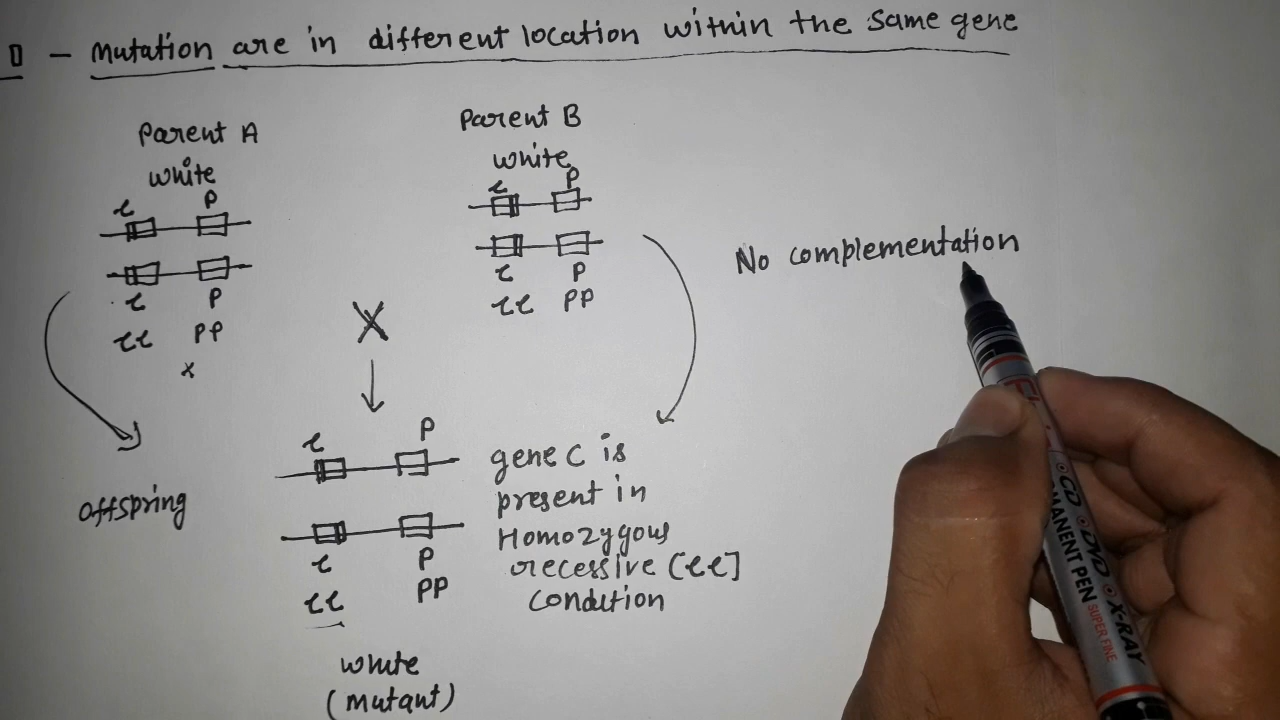 D - Mutation are in different location within the same gene
Parent A
white
c P
c P
cc PP
x
Parent B
white
c P
c P
cc PP
X
No complementation
offspring
c P
c P
cc PP
gene C is
present in
Homozygous
recessive [cc]
condition
white
(mutant)
CD DVD X-RAY
MANENT PEN SUPER FINE